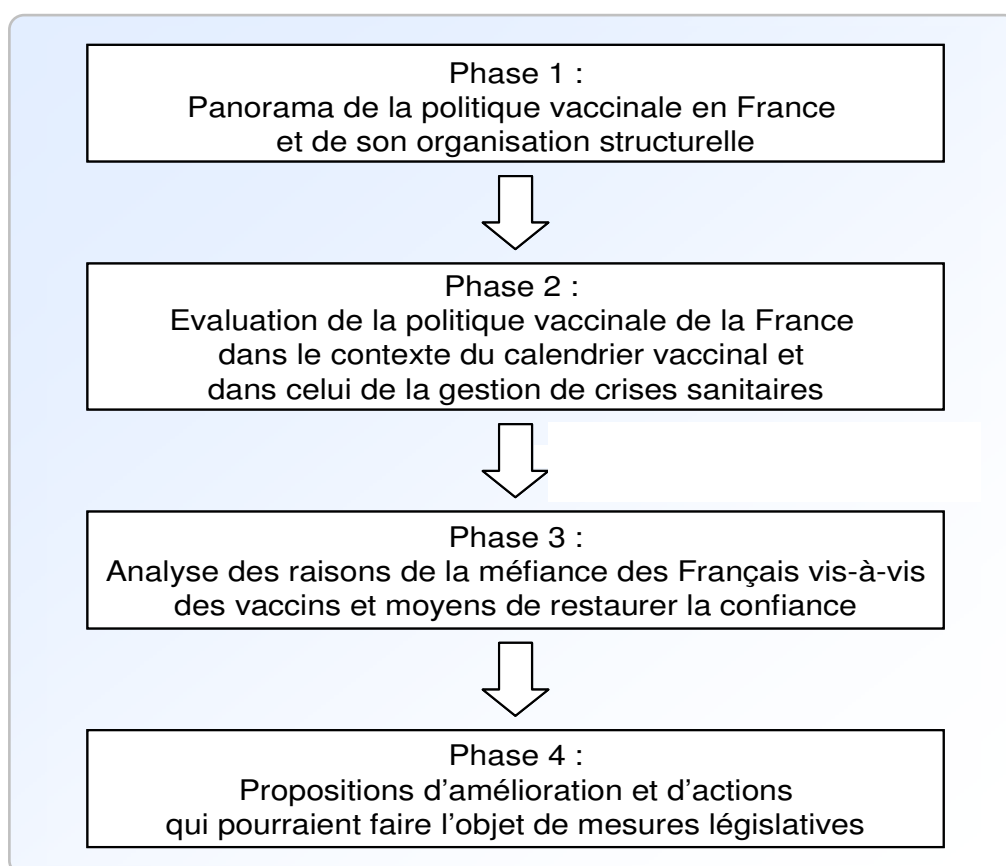 Phase 1 :
Panorama de la politique vaccinale en France
et de son organisation structurelle
Phase 2 :
Evaluation de la politique vaccinale de la France
dans le contexte du calendrier vaccinal et
dans celui de la gestion de crises sanitaires
Phase 3 :
Analyse des raisons de la méfiance des Français vis-à-vis
des vaccins et moyens de restaurer la confiance
Phase 4 :
Propositions d’amélioration et d’actions
qui pourraient faire l’objet de mesures législatives